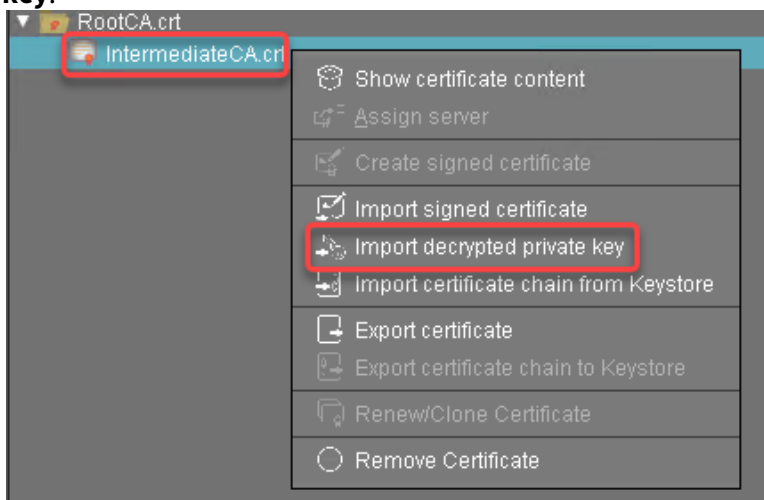 key.
RootCA.crt
IntermediateCA.crt
Show certificate content
Assign server
Create signed certificate
Import signed certificate
Import decrypted private key
Import certificate chain from Keystore
Export certificate
Export certificate chain to Keystore
Renew/Clone Certificate
Remove Certificate